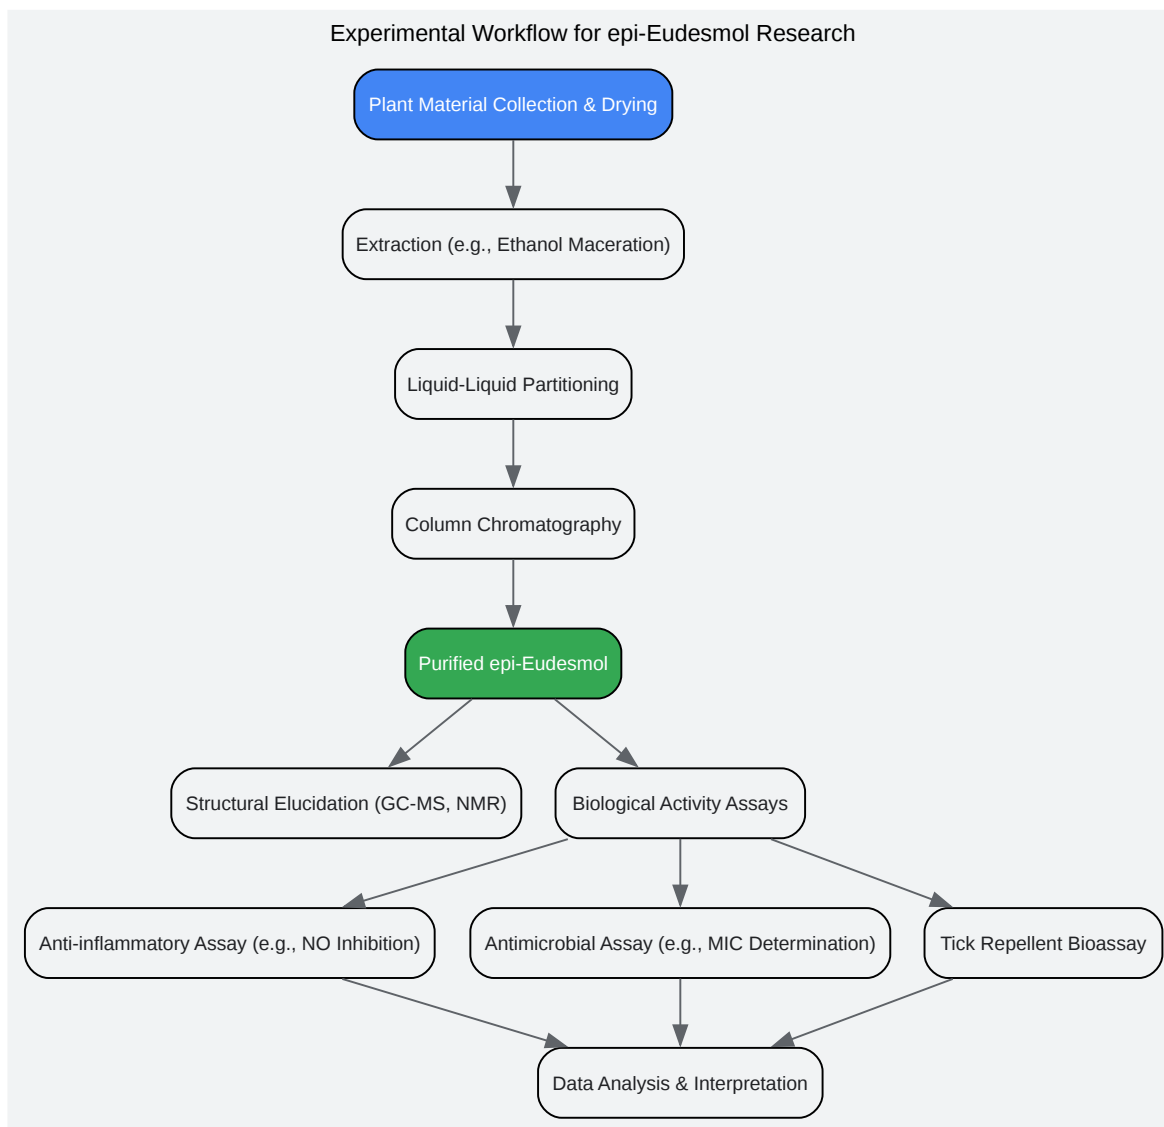 Experimental Workflow for epi-Eudesmol Research
Plant Material Collection & Drying
Extraction (e.g., Ethanol Maceration)
Liquid-Liquid Partitioning
Column Chromatography
Purified epi-Eudesmol
Structural Elucidation (GC-MS, NMR)
Biological Activity Assays
Anti-inflammatory Assay (e.g., NO Inhibition)
Antimicrobial Assay (e.g., MIC Determination)
Tick Repellent Bioassay
Data Analysis & Interpretation